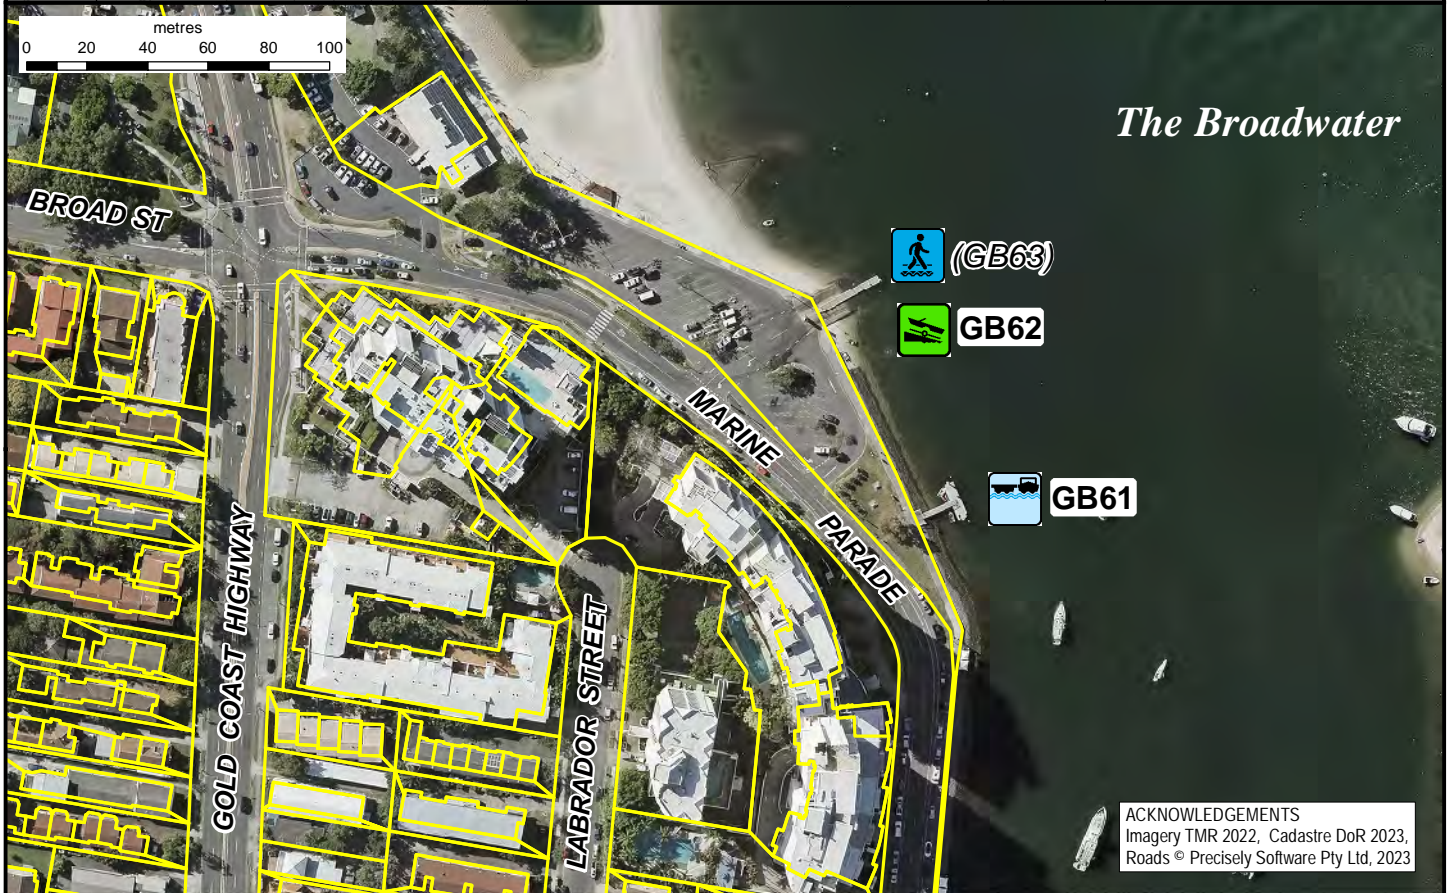 metres
0 20 40 60 80 100
The Broadwater
BROAD ST
(GB63)
GB62
MARINE
PARADE
GB61
GOLD COAST HIGHWAY
LABRADOR STREET
ACKNOWLEDGEMENTS
Imagery TMR 2022, Cadastre DoR 2023,
Roads © Precisely Software Pty Ltd, 2023